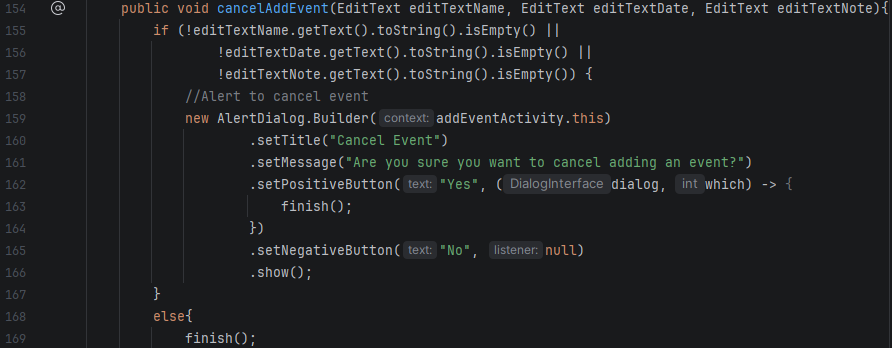 154 @ public void cancelAddEvent(EditText editTextName, EditText editTextDate, EditText editTextNote){
155 if (!editTextName.getText().toString().isEmpty() ||
156 !editTextDate.getText().toString().isEmpty() ||
157 !editTextNote.getText().toString().isEmpty()) {
158 //Alert to cancel event
159 new AlertDialog.Builder( context: addEventActivity.this)
160 .setTitle("Cancel Event")
161 .setMessage("Are you sure you want to cancel adding an event?")
162 .setPositiveButton( text: "Yes", ( DialogInterface dialog, int which) -> {
163 finish();
164 })
165 .setNegativeButton( text: "No", listener: null)
166 .show();
167 }
168 else{
169 finish();